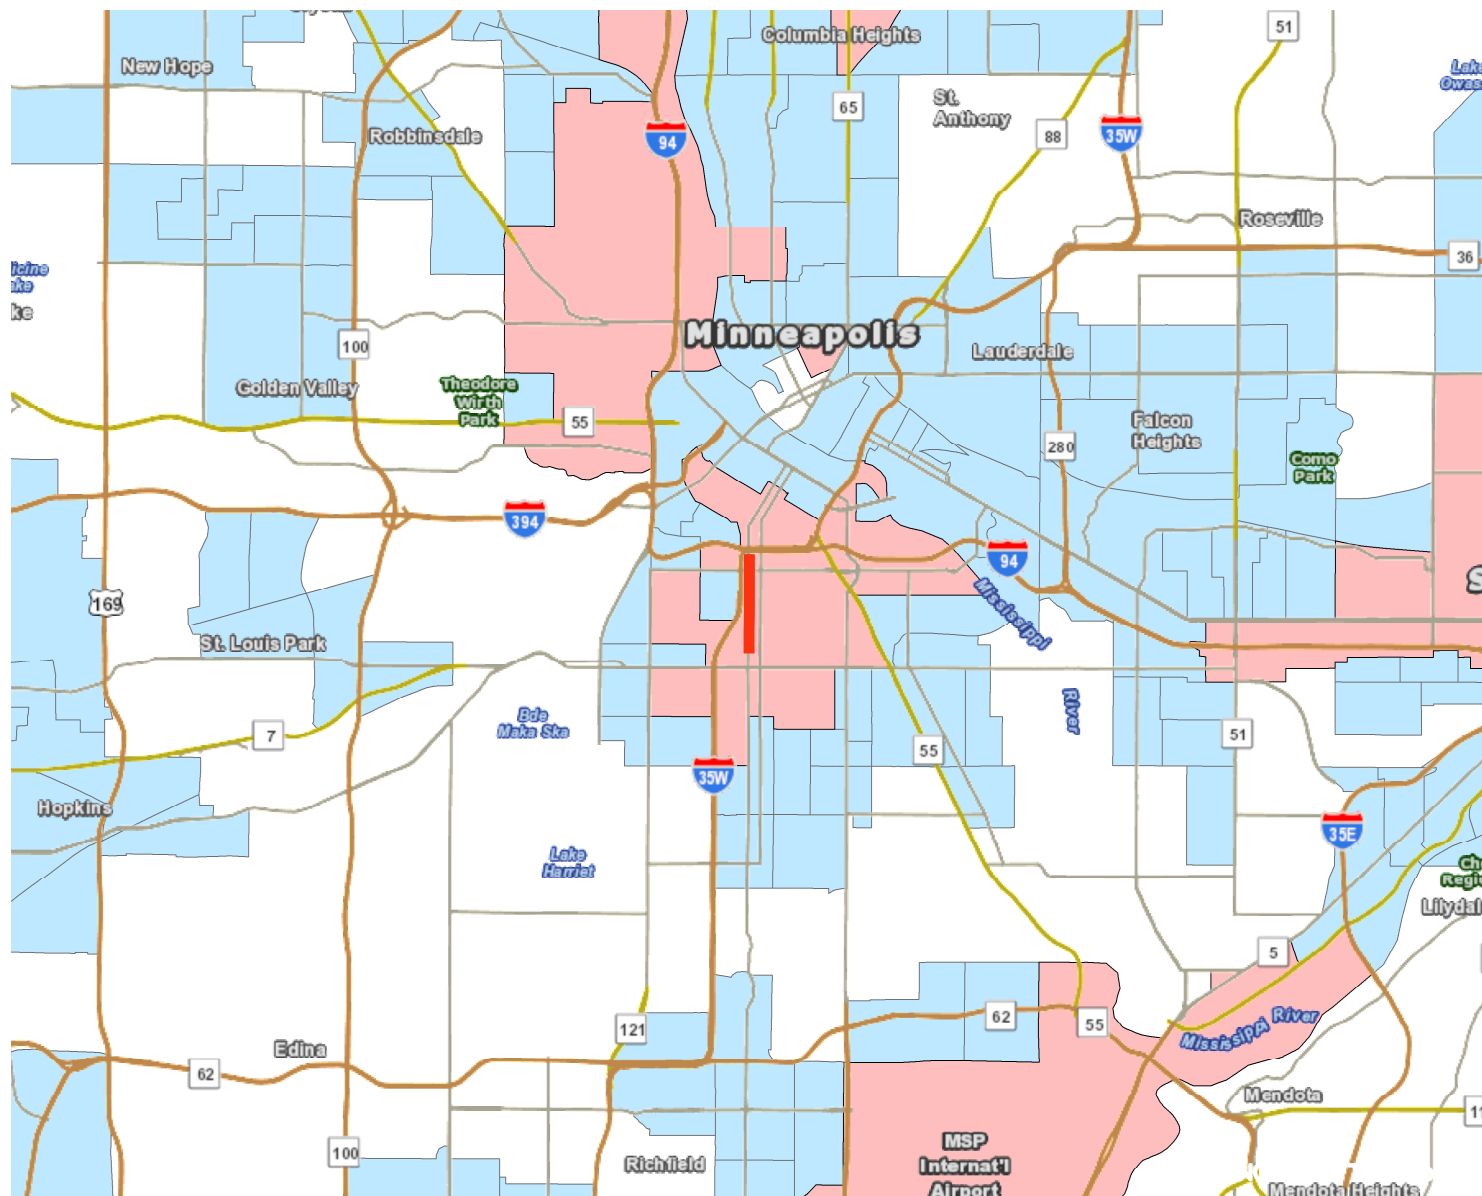 51
Columbia Heights
New Hope
St.
Anthony
65
88
35W
94
Robbinsdale
Roseville
36
Minneapolis
100
Lauderdale
Golden Valley
Theodore
Wirth
Park
55
Falcon
Heights
280
Como
Park
394
94
169
Mississippi
St. Louis Park
River
Bde
Maka Ska
7
51
55
35W
Hopkins
35E
Lake
Harriet
5
62
55
121
Mississippi River
Edina
62
Mendota
100
MSP
Internat'l
Airport
Richfield
Mendota Heights